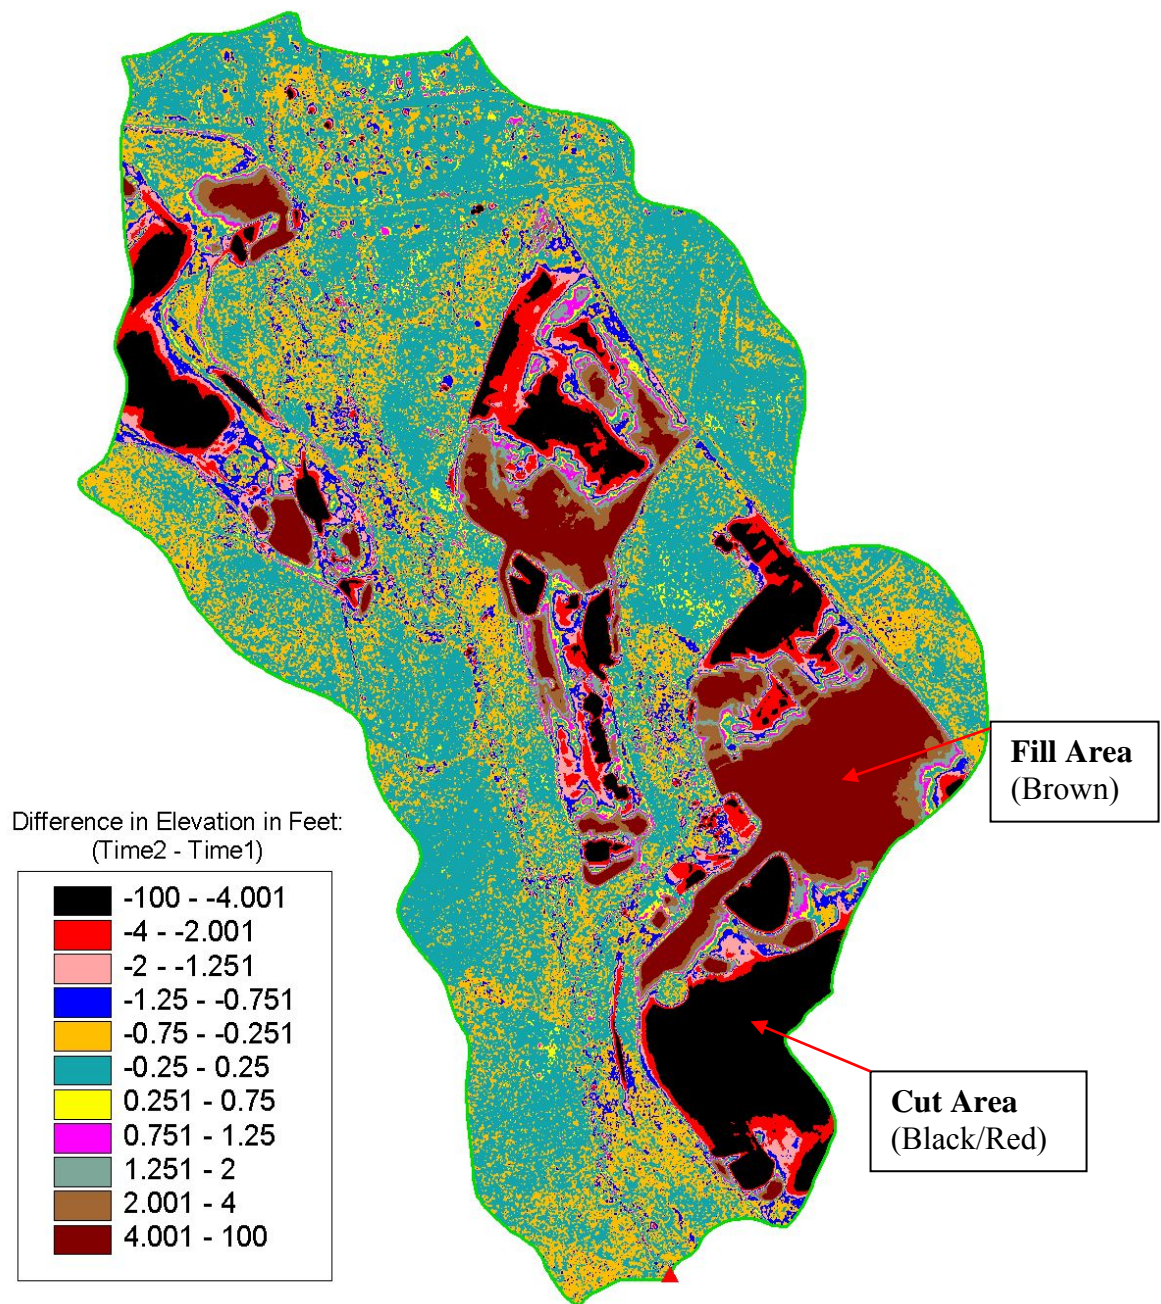 Fill Area
(Brown)
Difference in Elevation in Feet:
(Time2 - Time1)
-100 - -4.001
-4 - -2.001
-2 - -1.251
-1.25 - -0.751
-0.75 - -0.251
-0.25 - 0.25
0.251 - 0.75
0.751 - 1.25
1.251 - 2
2.001 - 4
4.001 - 100
Cut Area
(Black/Red)